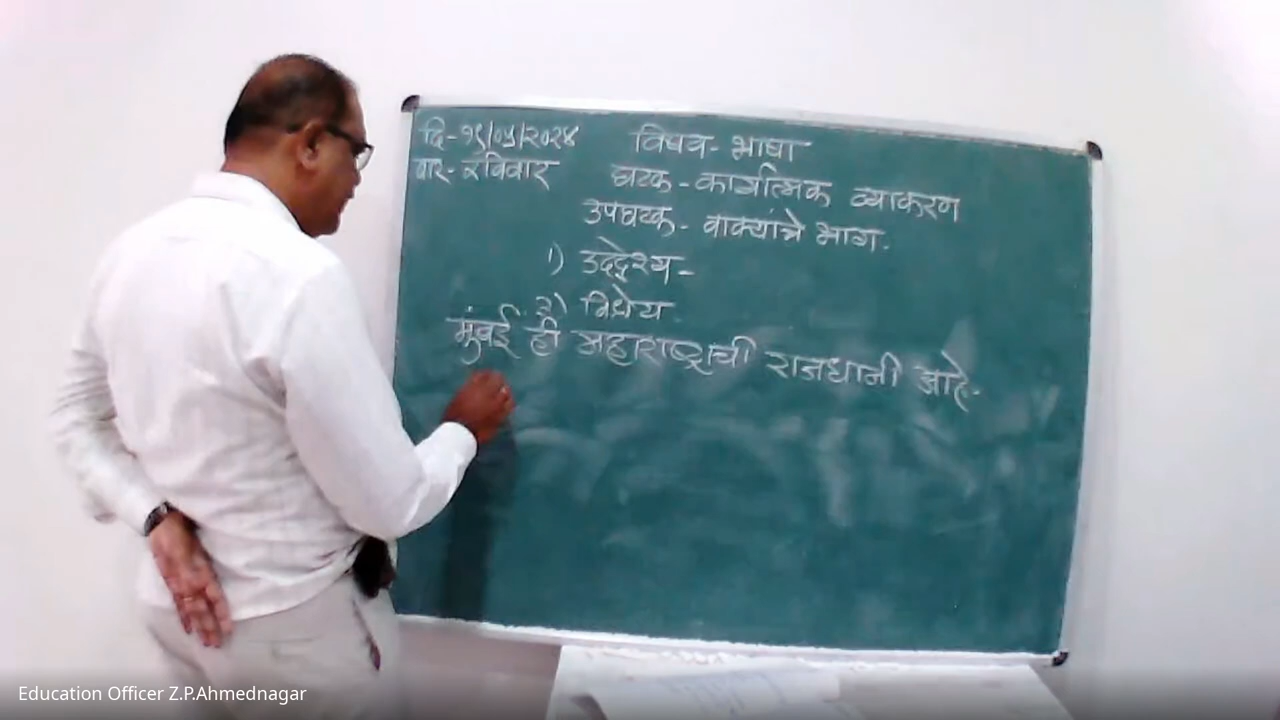 दि-१९/०५/२०२४
वार-रविवार
विषय-भाषा
घटक-कार्यात्मक व्याकरण
उपघटक-वाक्यांचे भाग.
१) उद्देश्य-
२) विधेय
मुंबई ही महाराष्ट्राची राजधानी आहे.
Education Officer Z.P.Ahmednagar